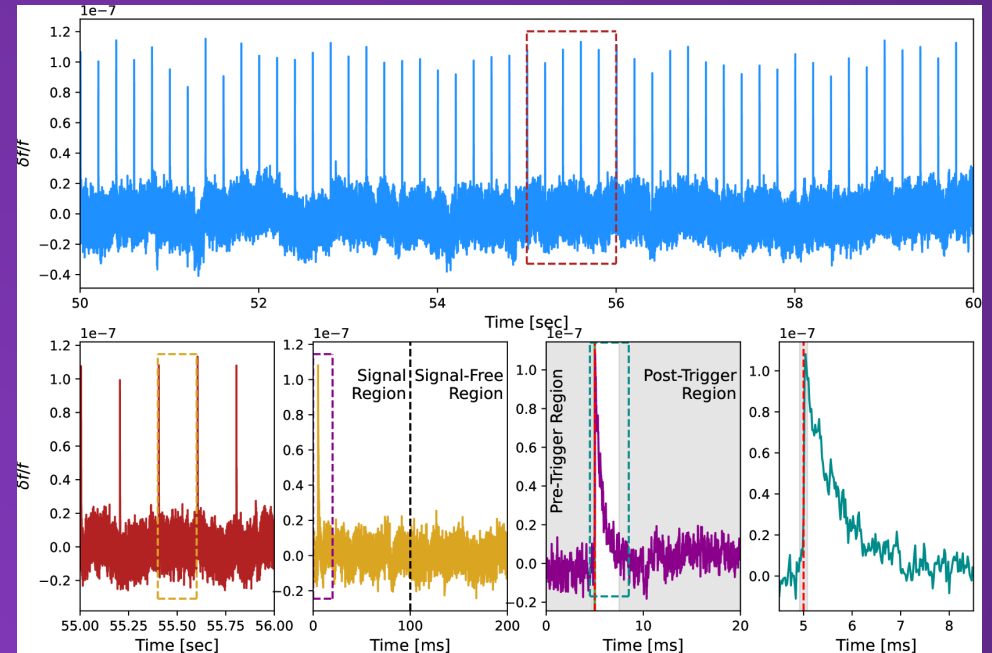 1e−7
1.2
1.0
0.8
0.6
0.4
0.2
0.0
−0.2
−0.4
δf/f
50 52 54 56 58 60
Time [sec]
1e−7
1.2
1.0
0.8
0.6
0.4
0.2
0.0
−0.2
δf/f
55.00 55.25 55.50 55.75 56.00
Time [sec]
1e−7
1.2
1.0
0.8
0.6
0.4
0.2
0.0
−0.2
Signal
Region
Signal-Free
Region
0 100 200
Time [ms]
1e−7
1.0
0.8
0.6
0.4
0.2
0.0
−0.2
Pre-Trigger Region
Post-Trigger
Region
0 10 20
Time [ms]
1e−7
1.0
0.8
0.6
0.4
0.2
0.0
5 6 7 8
Time [ms]